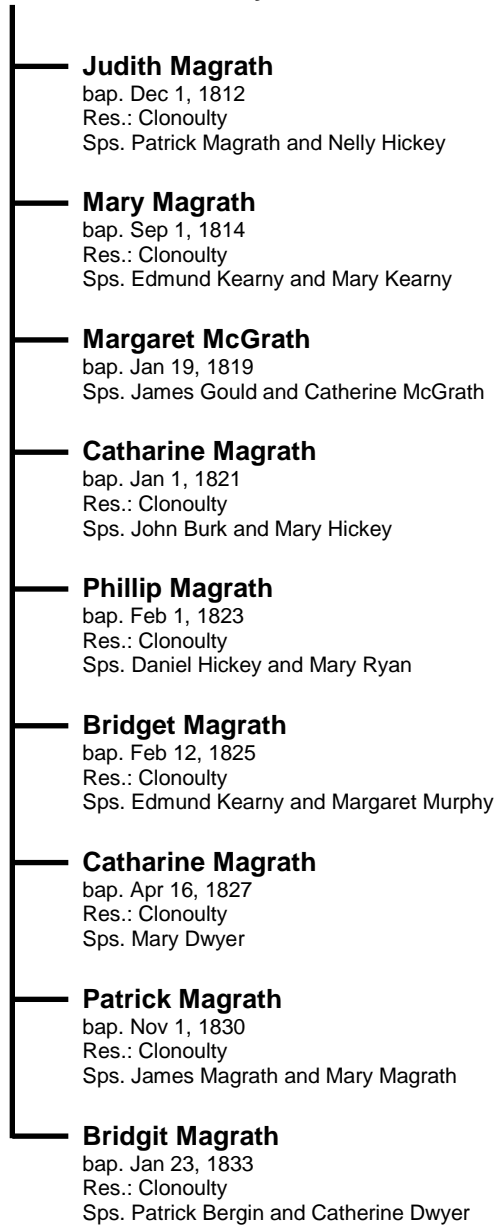 Judith Magrath
bap. Dec 1, 1812
Res.: Clonoulty
Sps. Patrick Magrath and Nelly Hickey
Mary Magrath
bap. Sep 1, 1814
Res.: Clonoulty
Sps. Edmund Kearny and Mary Kearny
Margaret McGrath
bap. Jan 19, 1819
Sps. James Gould and Catherine McGrath
Catharine Magrath
bap. Jan 1, 1821
Res.: Clonoulty
Sps. John Burk and Mary Hickey
Phillip Magrath
bap. Feb 1, 1823
Res.: Clonoulty
Sps. Daniel Hickey and Mary Ryan
Bridget Magrath
bap. Feb 12, 1825
Res.: Clonoulty
Sps. Edmund Kearny and Margaret Murphy
Catharine Magrath
bap. Apr 16, 1827
Res.: Clonoulty
Sps. Mary Dwyer
Patrick Magrath
bap. Nov 1, 1830
Res.: Clonoulty
Sps. James Magrath and Mary Magrath
Bridgit Magrath
bap. Jan 23, 1833
Res.: Clonoulty
Sps. Patrick Bergin and Catherine Dwyer